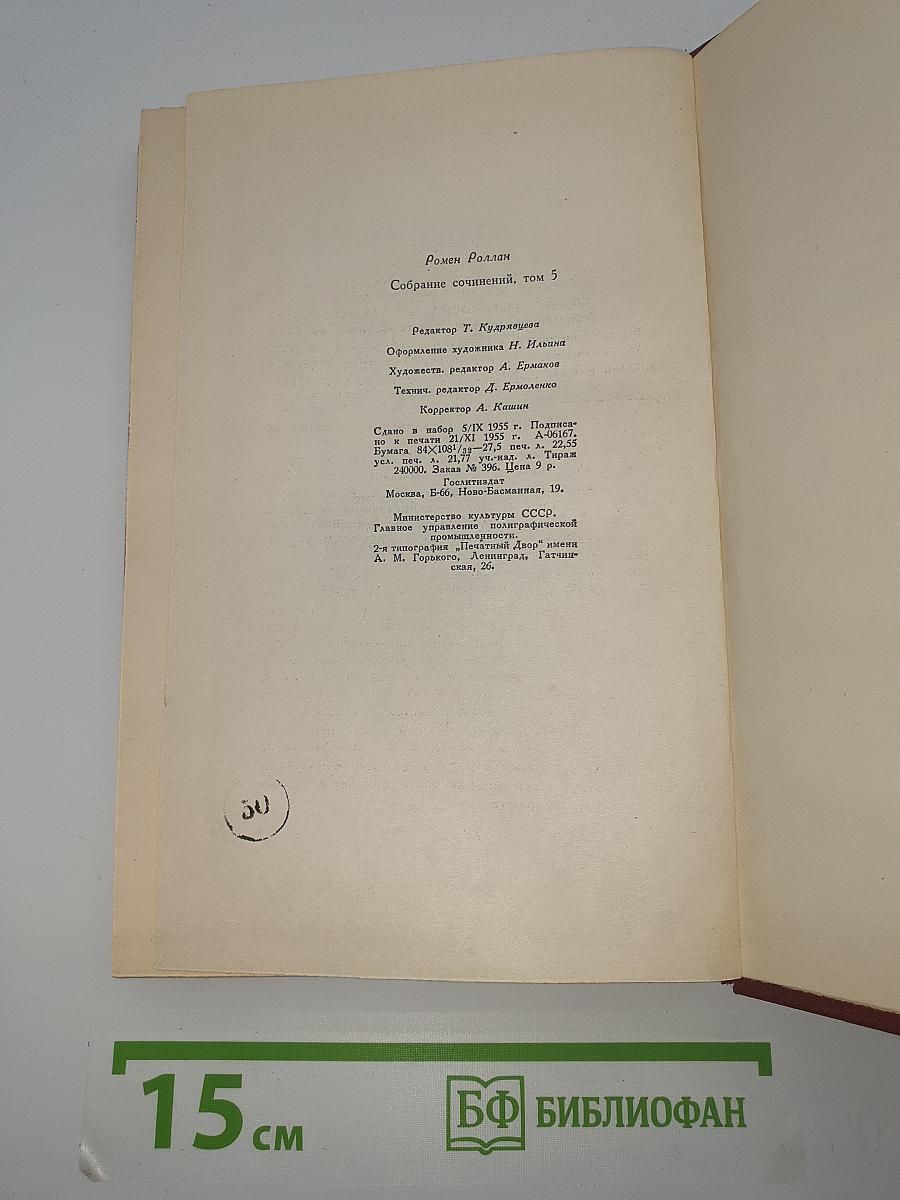 Ромен Роллан
Собрание сочинений, том 5
Редактор Т. Кудрявцева
Оформление художника Н. Ильина
Художеств. редактор А. Ермаков
Технич. редактор Д. Ермоленко
Корректор А. Кашин
Сдано в набор 5/IX 1955 г. Подписа-
но к печати 21/XI 1955 г. А-06167.
Бумага 84×108¹/₃₂—27,5 печ. л. 22,55
усл. печ. л. 21,77 уч.-изд. л. Тираж
240000. Заказ № 396. Цена 9 р.
Гослитиздат
Москва, Б-66, Ново-Басманная, 19.
Министерство культуры СССР.
Главное управление полиграфической
промышленности.
2-я типография „Печатный Двор" имени
А. М. Горького, Ленинград, Гатчин-
ская, 26.
50
15 см
БФ БИБЛИОФАН